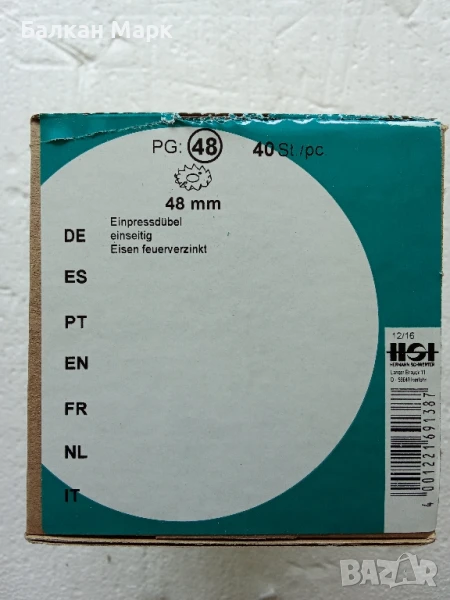 Балкан Марк
PG: 48 40 St./pc
48 mm
Einpressdübel
einseitig
Eisen feuerverzinkt
DE
ES
PT
EN
FR
NL
IT
12/16
HSI
4 001221 691387
BAZAR